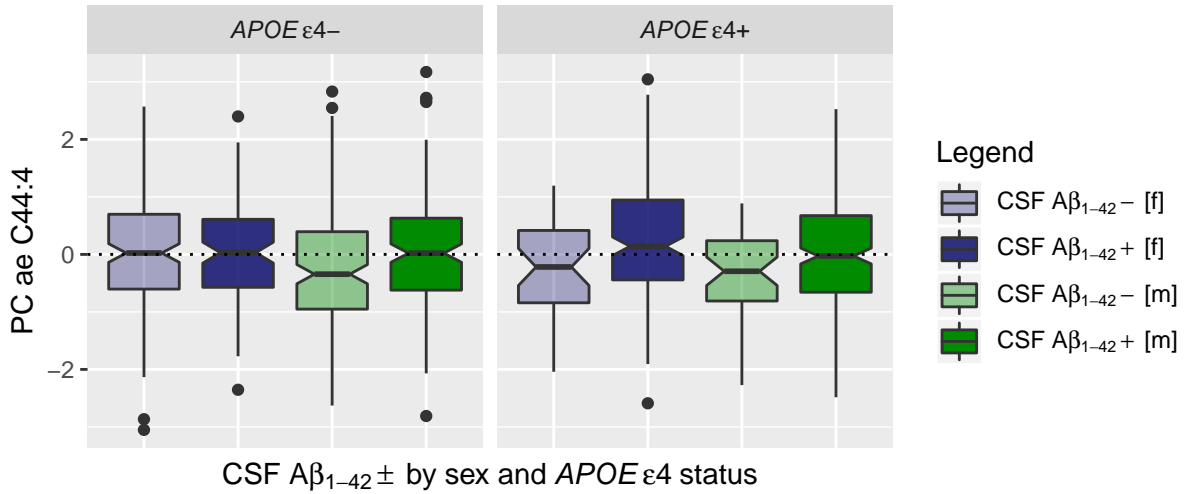 APOE ε4−
APOE ε4+
PC ae C44:4
2
0
−2
CSF Aβ1−42 ± by sex and APOE ε4 status
Legend
CSF Aβ1−42 − [f]
CSF Aβ1−42 + [f]
CSF Aβ1−42 − [m]
CSF Aβ1−42 + [m]